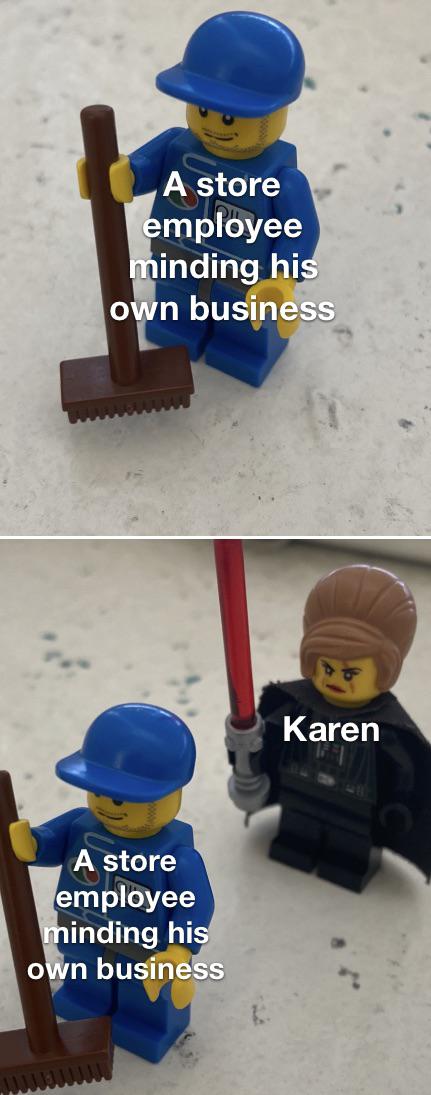 A store
employee
minding his
own business
Karen
A store
employee
minding his
own business